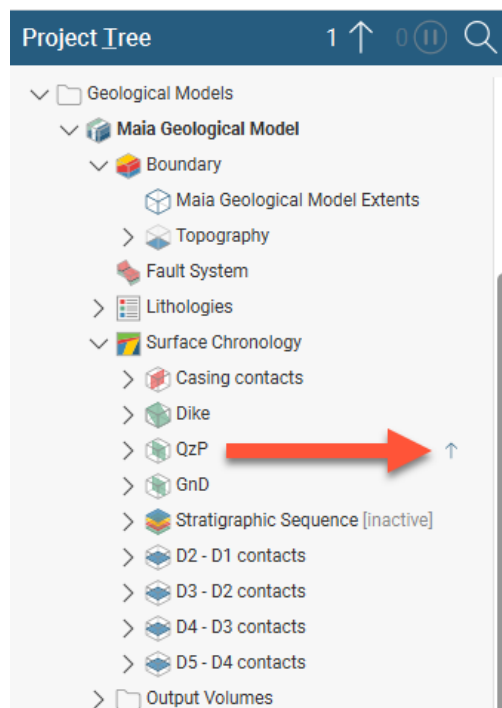 Project Tree 1 0
Geological Models
Maia Geological Model
Boundary
Maia Geological Model Extents
Topography
Fault System
Lithologies
Surface Chronology
Casing contacts
Dike
QzP
GnD
Stratigraphic Sequence [inactive]
D2 - D1 contacts
D3 - D2 contacts
D4 - D3 contacts
D5 - D4 contacts
Output Volumes